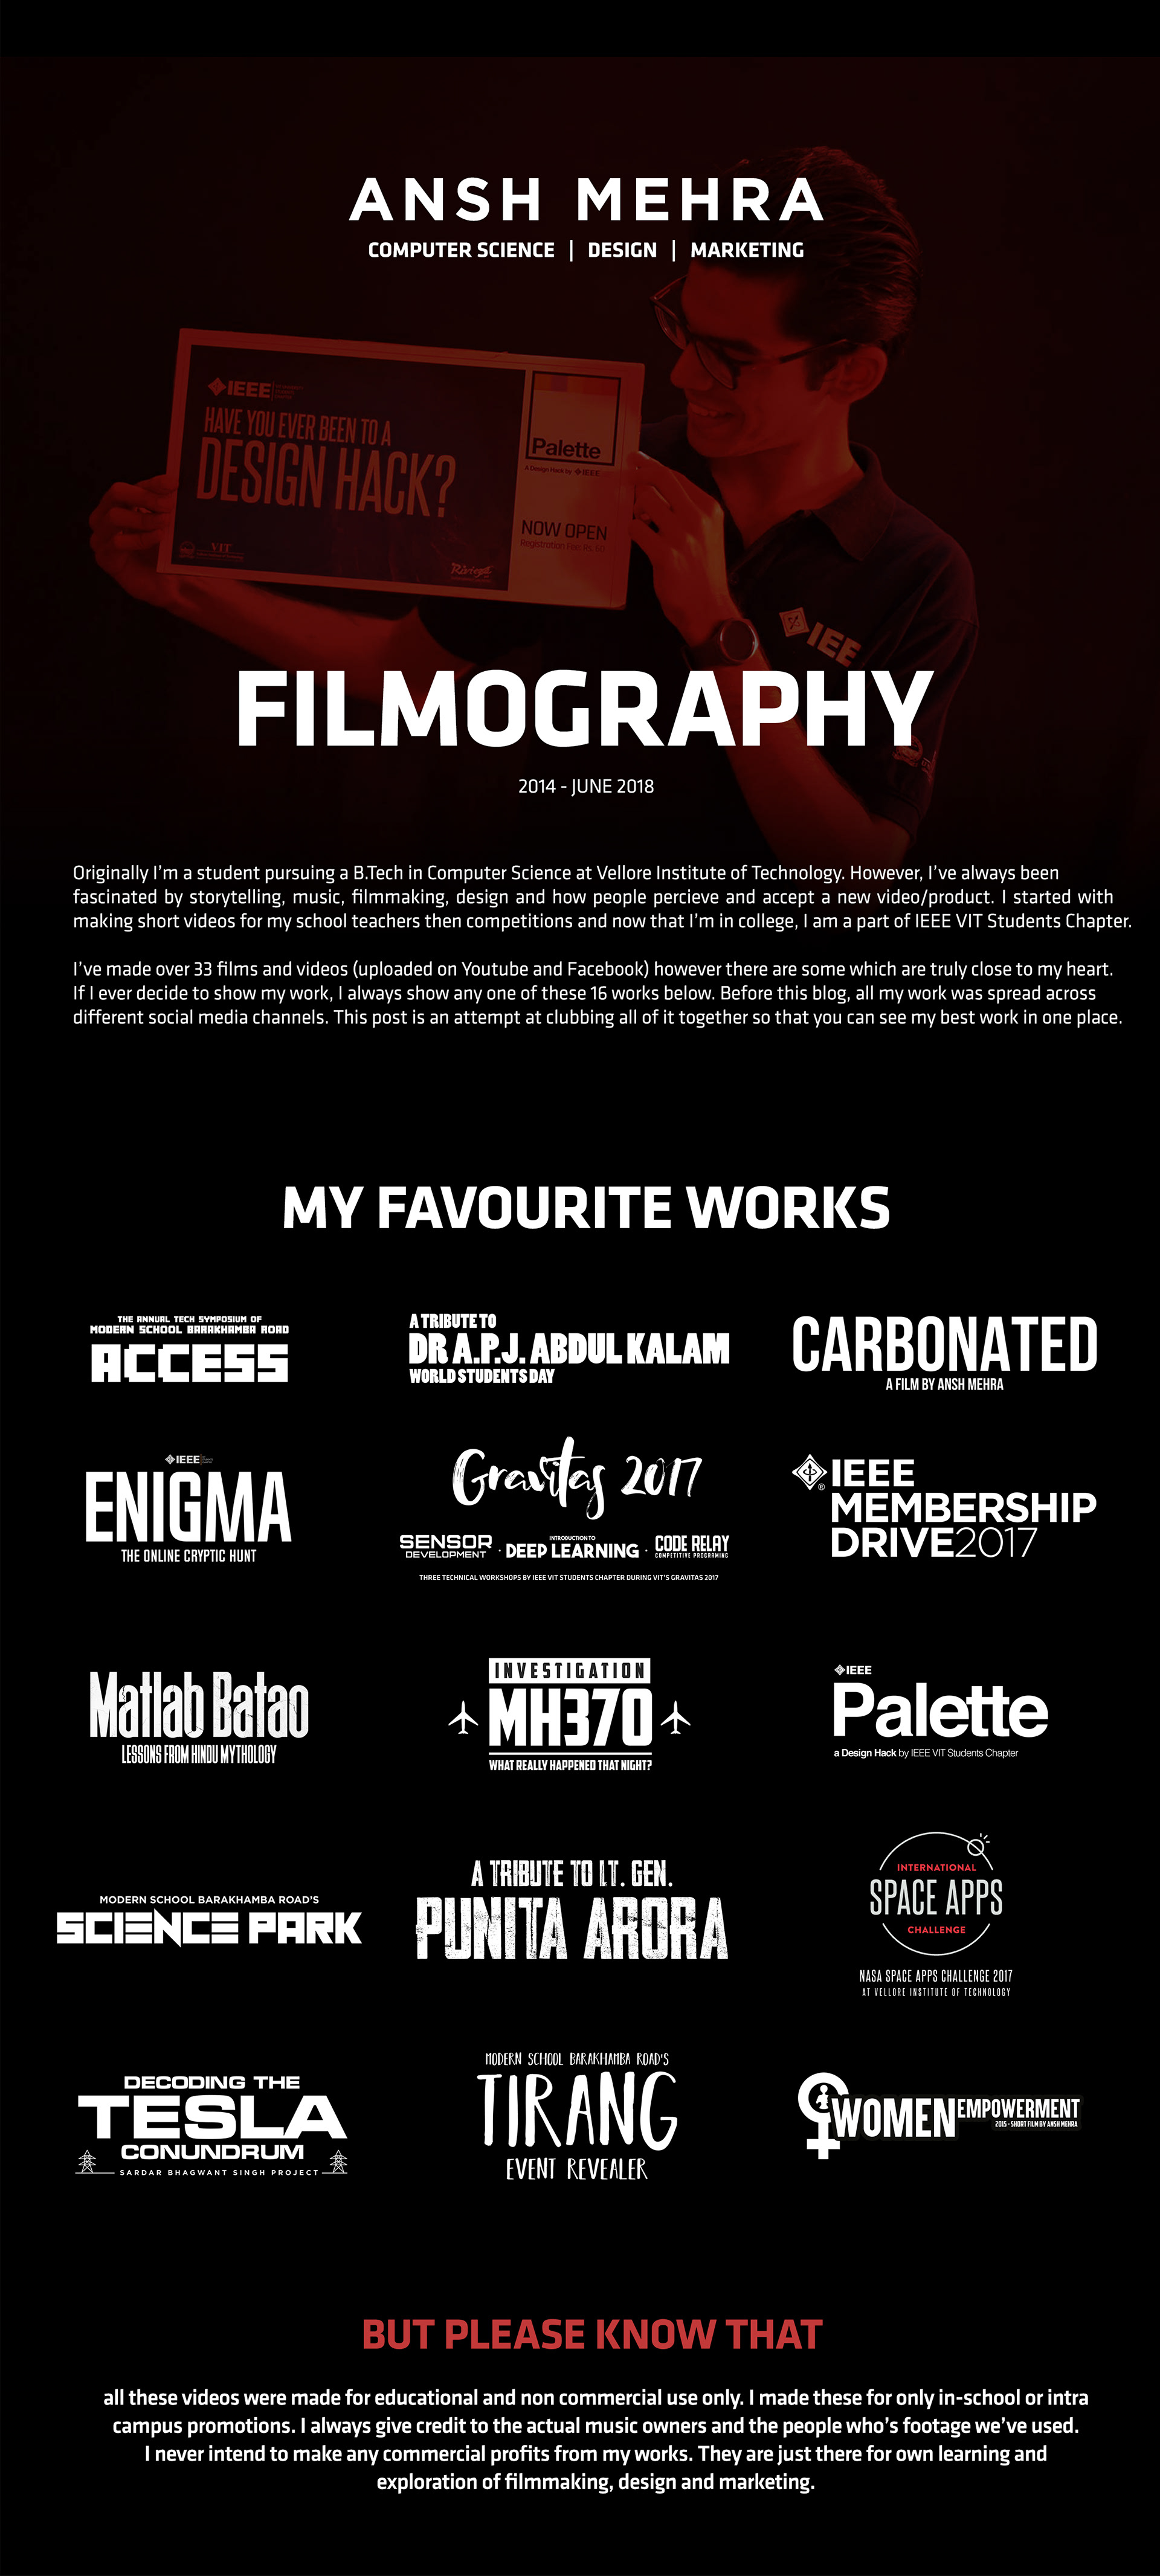 ANSH MEHRA
COMPUTER SCIENCE | DESIGN | MARKETING
IEEE
HAVE YOU EVER BEEN TO A
DESIGN HACK?
Palette
A Design Hack by IEEE
NOW OPEN
Registration Fee: Rs. 50
VIT
IEE
FILMOGRAPHY
2014 - JUNE 2018
Originally I'm a student pursuing a B.Tech in Computer Science at Vellore Institute of Technology. However, I've always been
fascinated by storytelling, music, filmmaking, design and how people percieve and accept a new video/product. I started with
making short videos for my school teachers then competitions and now that I'm in college, I am a part of IEEE VIT Students Chapter.
I've made over 33 films and videos (uploaded on Youtube and Facebook) however there are some which are truly close to my heart.
If I ever decide to show my work, I always show any one of these 16 works below. Before this blog, all my work was spread across
different social media channels. This post is an attempt at clubbing all of it together so that you can see my best work in one place.
MY FAVOURITE WORKS
THE ANNUAL TECH SYMPOSIUM OF
MODERN SCHOOL BARAKHAMBA ROAD
ACCESS
A TRIBUTE TO
DR A.P.J. ABDUL KALAM
WORLD STUDENTS DAY
CARBONATED
A FILM BY ANSH MEHRA
IEEE
ENIGMA
THE ONLINE CRYPTIC HUNT
Gravitas 2017
SENSOR
DEVELOPMENT
INTRODUCTION TO
DEEP LEARNING
CODE RELAY
COMPETITIVE PROGRAMING
THREE TECHNICAL WORKSHOPS BY IEEE VIT STUDENTS CHAPTER DURING VIT'S GRAVITAS 2017
IEEE
MEMBERSHIP
DRIVE2017
Matlab Batao
LESSONS FROM HINDU MYTHOLOGY
INVESTIGATION
MH370
WHAT REALLY HAPPENED THAT NIGHT?
IEEE
Palette
a Design Hack by IEEE VIT Students Chapter
MODERN SCHOOL BARAKHAMBA ROAD'S
SCIENCE PARK
A TRIBUTE TO LT. GEN.
PUNITA ARORA
INTERNATIONAL
SPACE APPS
CHALLENGE
NASA SPACE APPS CHALLENGE 2017
AT VELLORE INSTITUTE OF TECHNOLOGY
DECODING THE
TESLA
CONUNDRUM
SARDAR BHAGWANT SINGH PROJECT
MODERN SCHOOL BARAKHAMBA ROAD'S
TIRANG
EVENT REVEALER
WOMEN EMPOWERMENT
2015 - SHORT FILM BY ANSH MEHRA
BUT PLEASE KNOW THAT
all these videos were made for educational and non commercial use only. I made these for only in-school or intra
campus promotions. I always give credit to the actual music owners and the people who's footage we've used.
I never intend to make any commercial profits from my works. They are just there for own learning and
exploration of filmmaking, design and marketing.